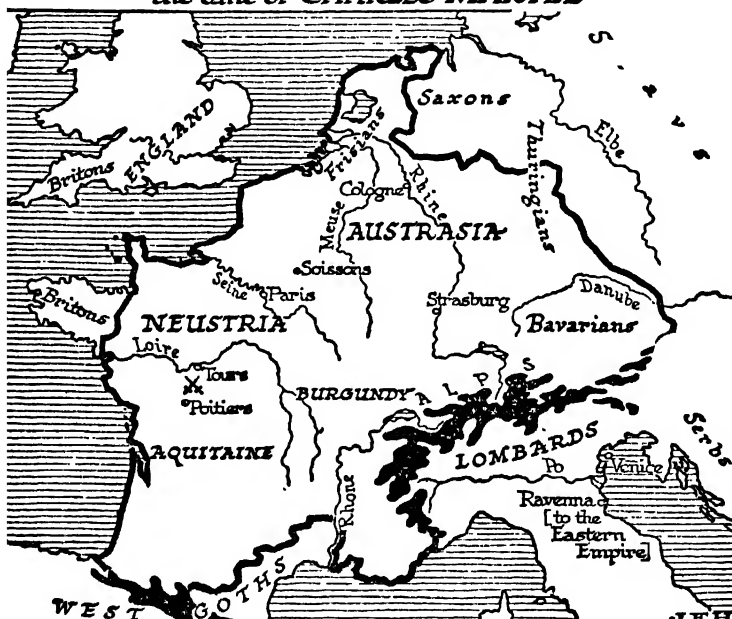 the time of CHARLES MARTEL
Slavs
Saxons
Elbe
ENGLAND
Britons
Frisians
Thuringians
Cologne
Rhine
Meuse
AUSTRASIA
Soissons
Seine
Paris
Strasburg
Danube
Britons
NEUSTRIA
Bavarians
Loire
Tours
BURGUNDY
ALPS
Poitiers
Serbs
AQUITAINE
LOMBARDS
Po
Venice
Rhone
Ravenna
[to the
Eastern
Empire]
WEST GOTHS